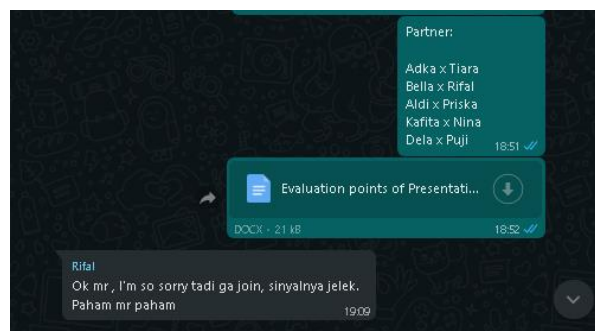 Partner:
Adka x Tiara
Bella x Rifal
Aldi x Priska
Kafita x Nina
Dela x Puji
18:51
Evaluation points of Presentati...
DOCX • 21 kB
18:52
Rifal
Ok mr , I'm so sorry tadi ga join, sinyalnya jelek.
Paham mr paham
19:09